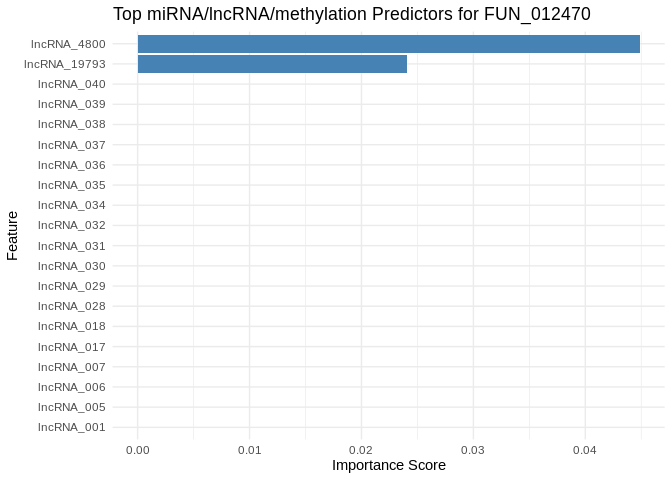 Top miRNA/lncRNA/methylation Predictors for FUN_012470
Feature
lncRNA_4800
lncRNA_19793
lncRNA_040
lncRNA_039
lncRNA_038
lncRNA_037
lncRNA_036
lncRNA_035
lncRNA_034
lncRNA_032
lncRNA_031
lncRNA_030
lncRNA_029
lncRNA_028
lncRNA_018
lncRNA_017
lncRNA_007
lncRNA_006
lncRNA_005
lncRNA_001
0.00 0.01 0.02 0.03 0.04
Importance Score